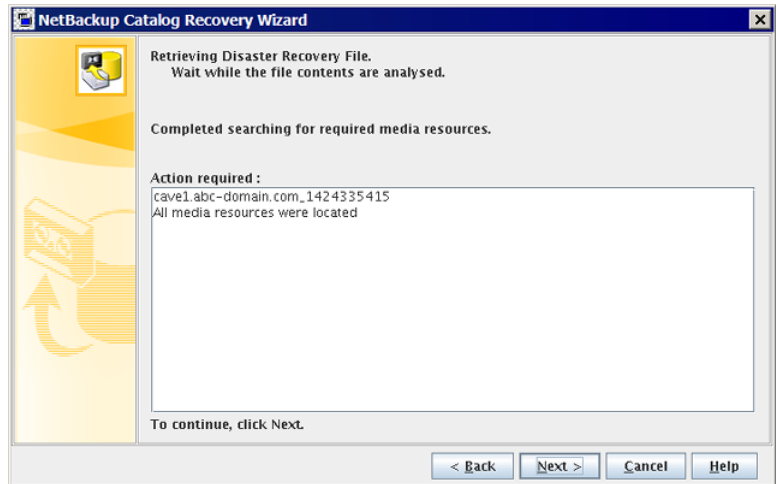 NetBackup Catalog Recovery Wizard
Retrieving Disaster Recovery File.
Wait while the file contents are analysed.
Completed searching for required media resources.
Action required :
cave1.abc-domain.com_1424335415
All media resources were located
To continue, click Next.
< Back
Next >
Cancel
Help